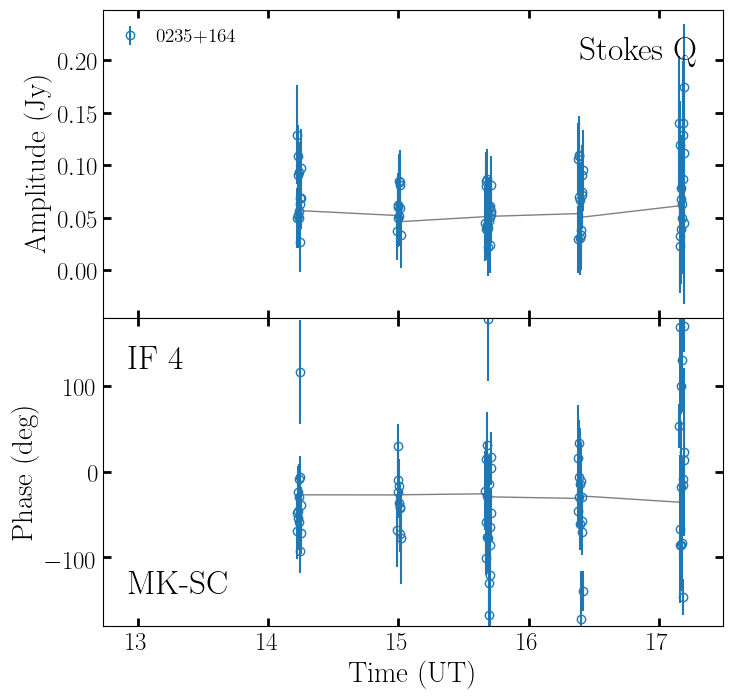 0235+164
Stokes Q
Amplitude (Jy)
0.20
0.15
0.10
0.05
0.00
IF 4
Phase (deg)
100
0
−100
MK-SC
13 14 15 16 17
Time (UT)